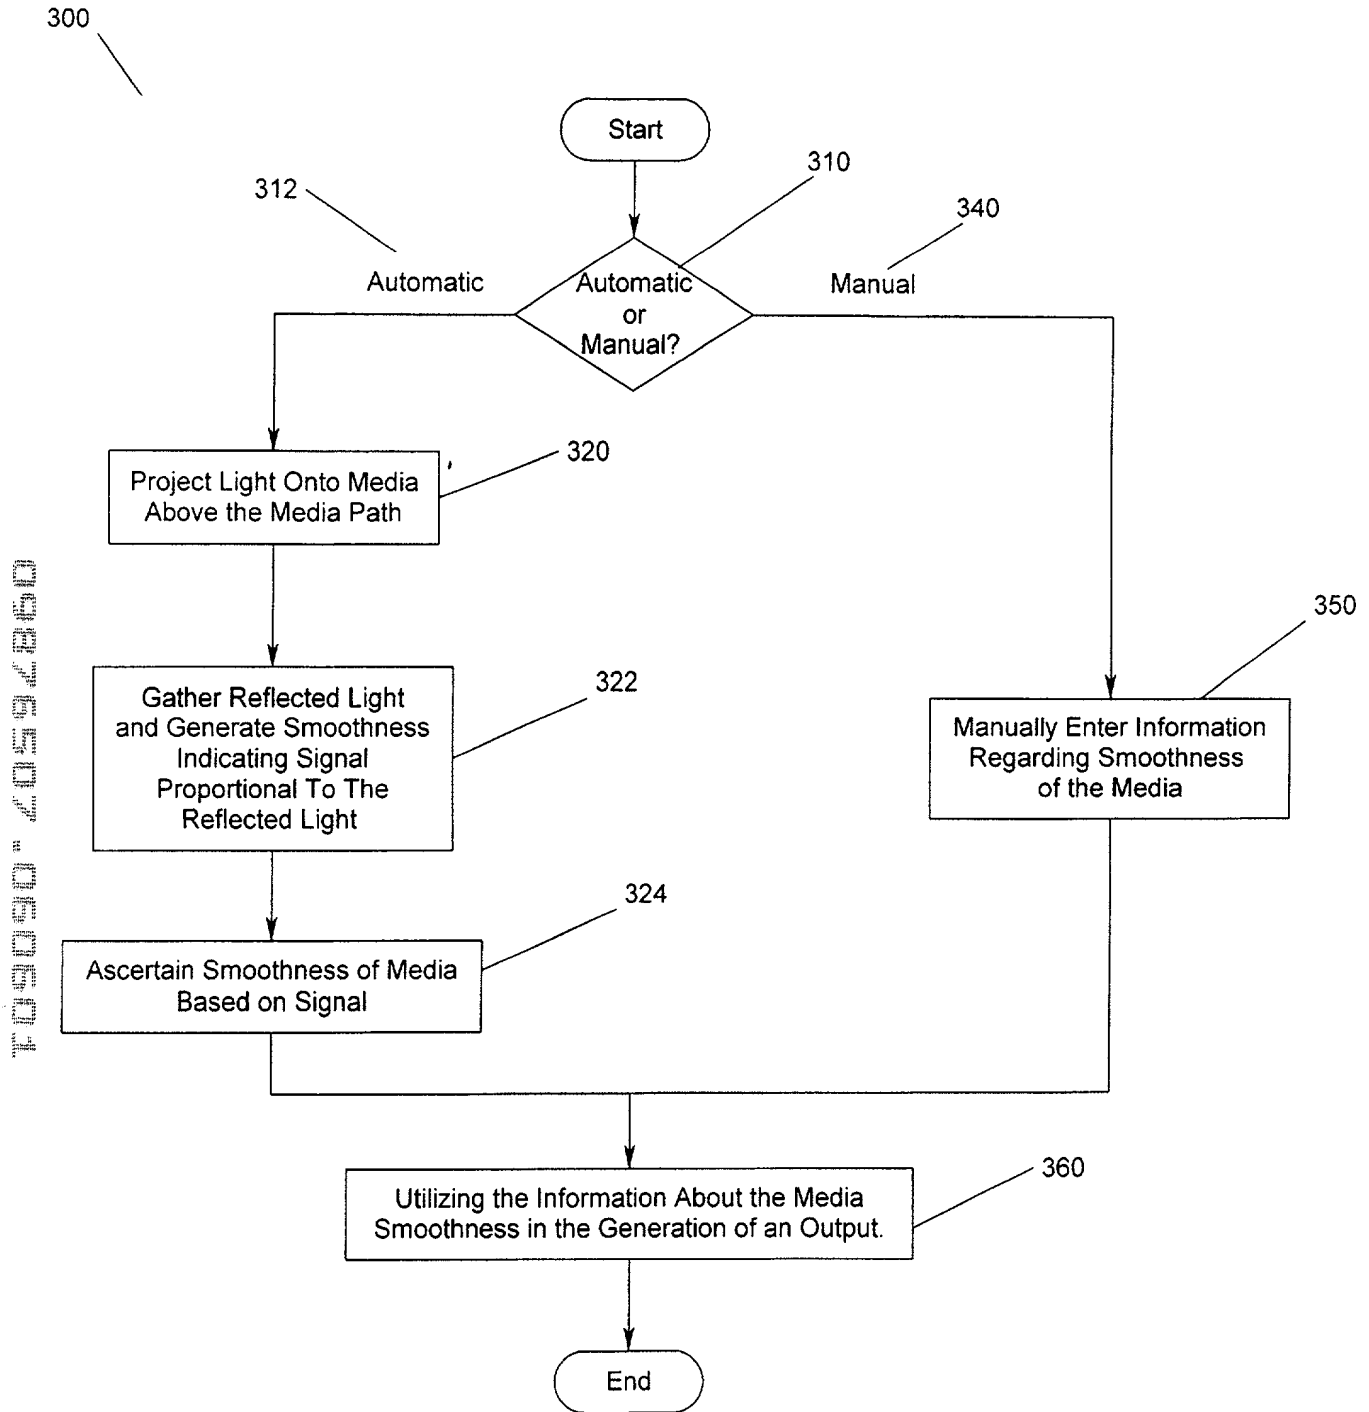 300
Start
310
312
340
Automatic
Automatic
or
Manual?
Manual
320
Project Light Onto Media
Above the Media Path
350
322
Gather Reflected Light
and Generate Smoothness
Indicating Signal
Proportional To The
Reflected Light
Manually Enter Information
Regarding Smoothness
of the Media
324
Ascertain Smoothness of Media
Based on Signal
360
Utilizing the Information About the Media
Smoothness in the Generation of an Output.
End
09876507 .060601